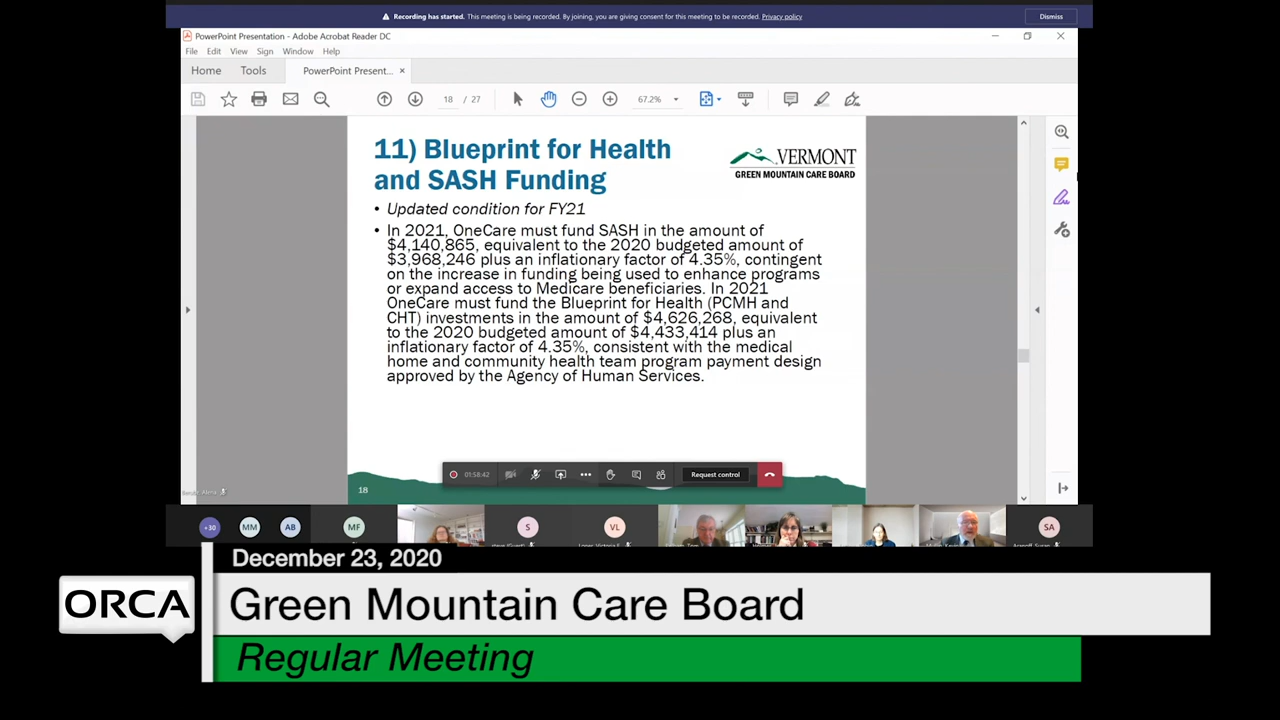 Recording has started. This meeting is being recorded. By joining, you are giving consent for this meeting to be recorded. Privacy policy
Dismiss
PowerPoint Presentation - Adobe Acrobat Reader DC
File Edit View Sign Window Help
Home Tools PowerPoint Present... ×
18 / 27 67.2%
11) Blueprint for Health
and SASH Funding
VERMONT
GREEN MOUNTAIN CARE BOARD
• Updated condition for FY21
• In 2021, OneCare must fund SASH in the amount of
$4,140,865, equivalent to the 2020 budgeted amount of
$3,968,246 plus an inflationary factor of 4.35%, contingent
on the increase in funding being used to enhance programs
or expand access to Medicare beneficiaries. In 2021
OneCare must fund the Blueprint for Health (PCMH and
CHT) investments in the amount of $4,626,268, equivalent
to the 2020 budgeted amount of $4,433,414 plus an
inflationary factor of 4.35%, consistent with the medical
home and community health team program payment design
approved by the Agency of Human Services.
01:58:42 Request control
18
+30 MM AB MF S VL SA
December 23, 2020
ORCA
Green Mountain Care Board
Regular Meeting